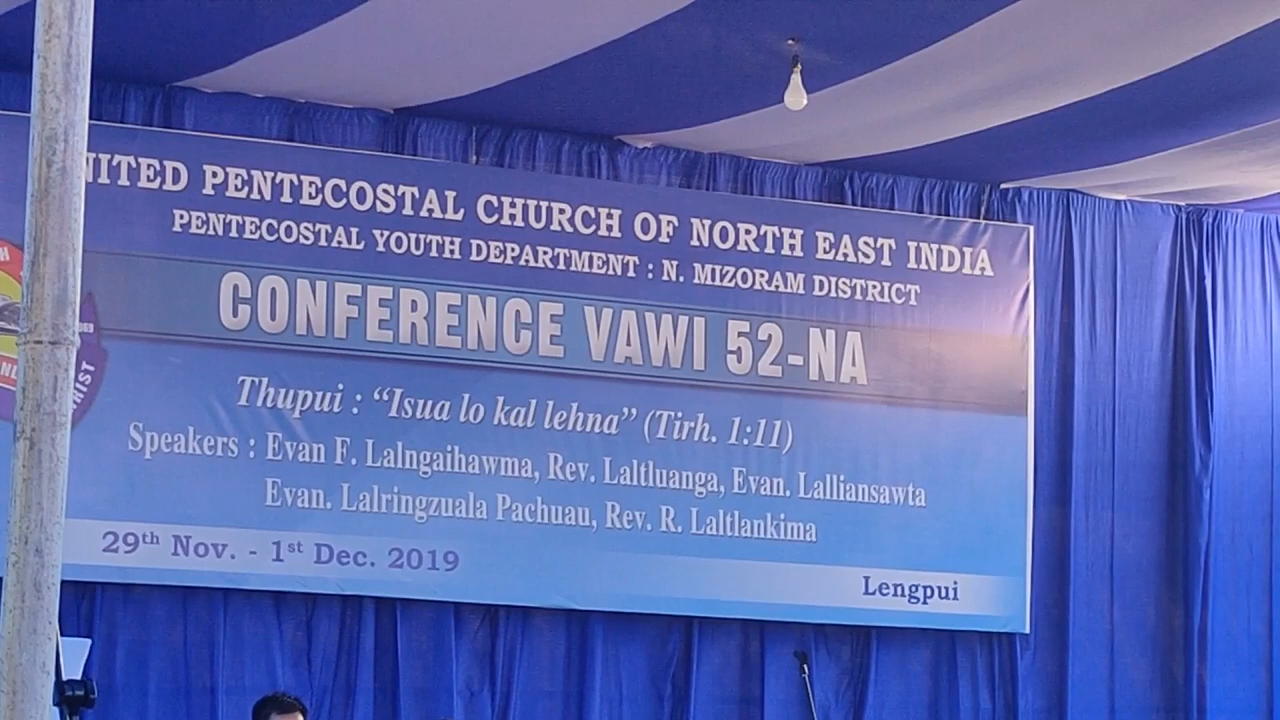 NITED PENTECOSTAL CHURCH OF NORTH EAST INDIA
PENTECOSTAL YOUTH DEPARTMENT : N. MIZORAM DISTRICT
CONFERENCE VAWI 52-NA
Thupui : “Isua lo kal lehna” (Tirh. 1:11)
Speakers : Evan F. Lalngaihawma, Rev. Laltluanga, Evan. Lalliansawta
Evan. Lalringzuala Pachuau, Rev. R. Laltlankima
29th Nov. - 1st Dec. 2019
Lengpui